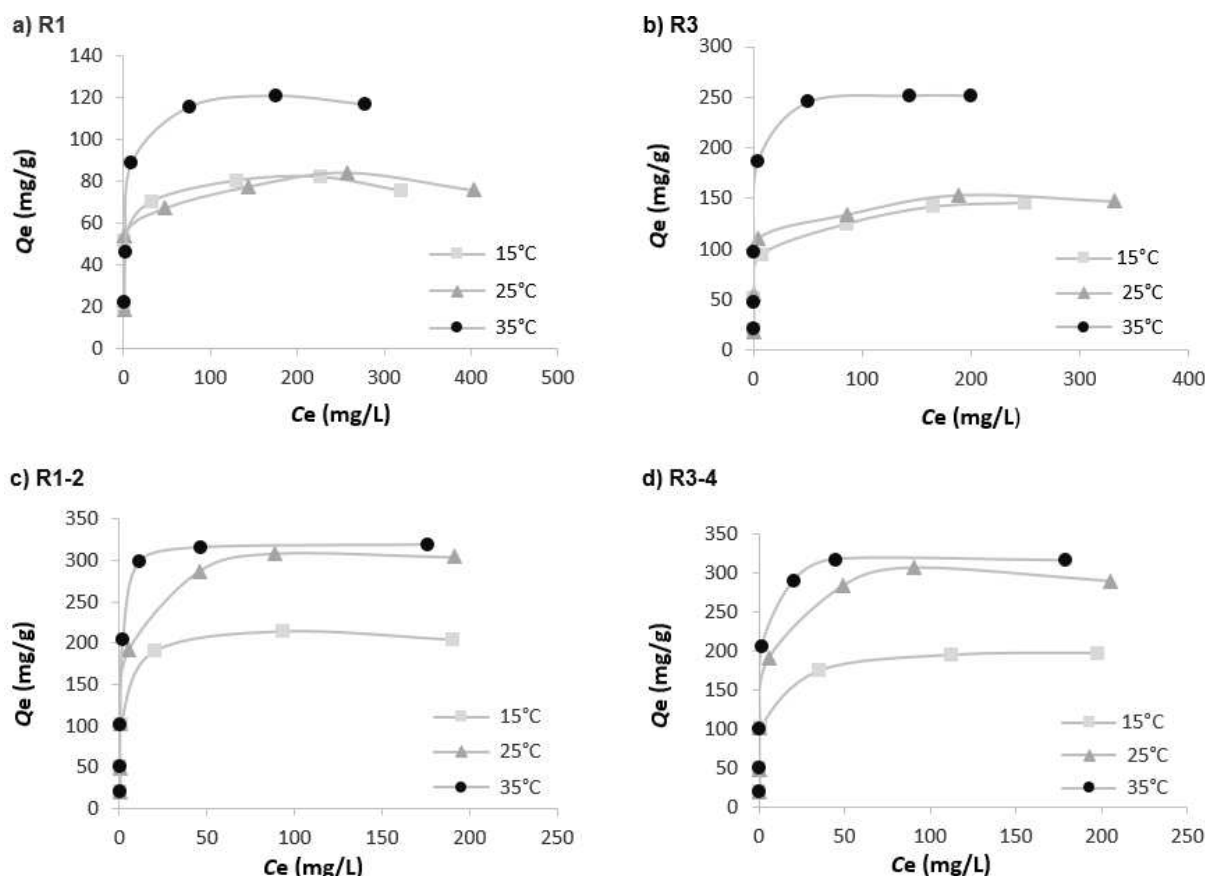 a) R1
140
120
100
80
60
40
20
0
Qe (mg/g)
0 100 200 300 400 500
Ce (mg/L)
15°C
25°C
35°C
b) R3
300
250
200
150
100
50
0
Qe (mg/g)
0 100 200 300 400
Ce (mg/L)
15°C
25°C
35°C
c) R1-2
350
300
250
200
150
100
50
0
Qe (mg/g)
0 50 100 150 200 250
Ce (mg/L)
15°C
25°C
35°C
d) R3-4
350
300
250
200
150
100
50
0
Qe (mg/g)
0 50 100 150 200 250
Ce (mg/L)
15°C
25°C
35°C